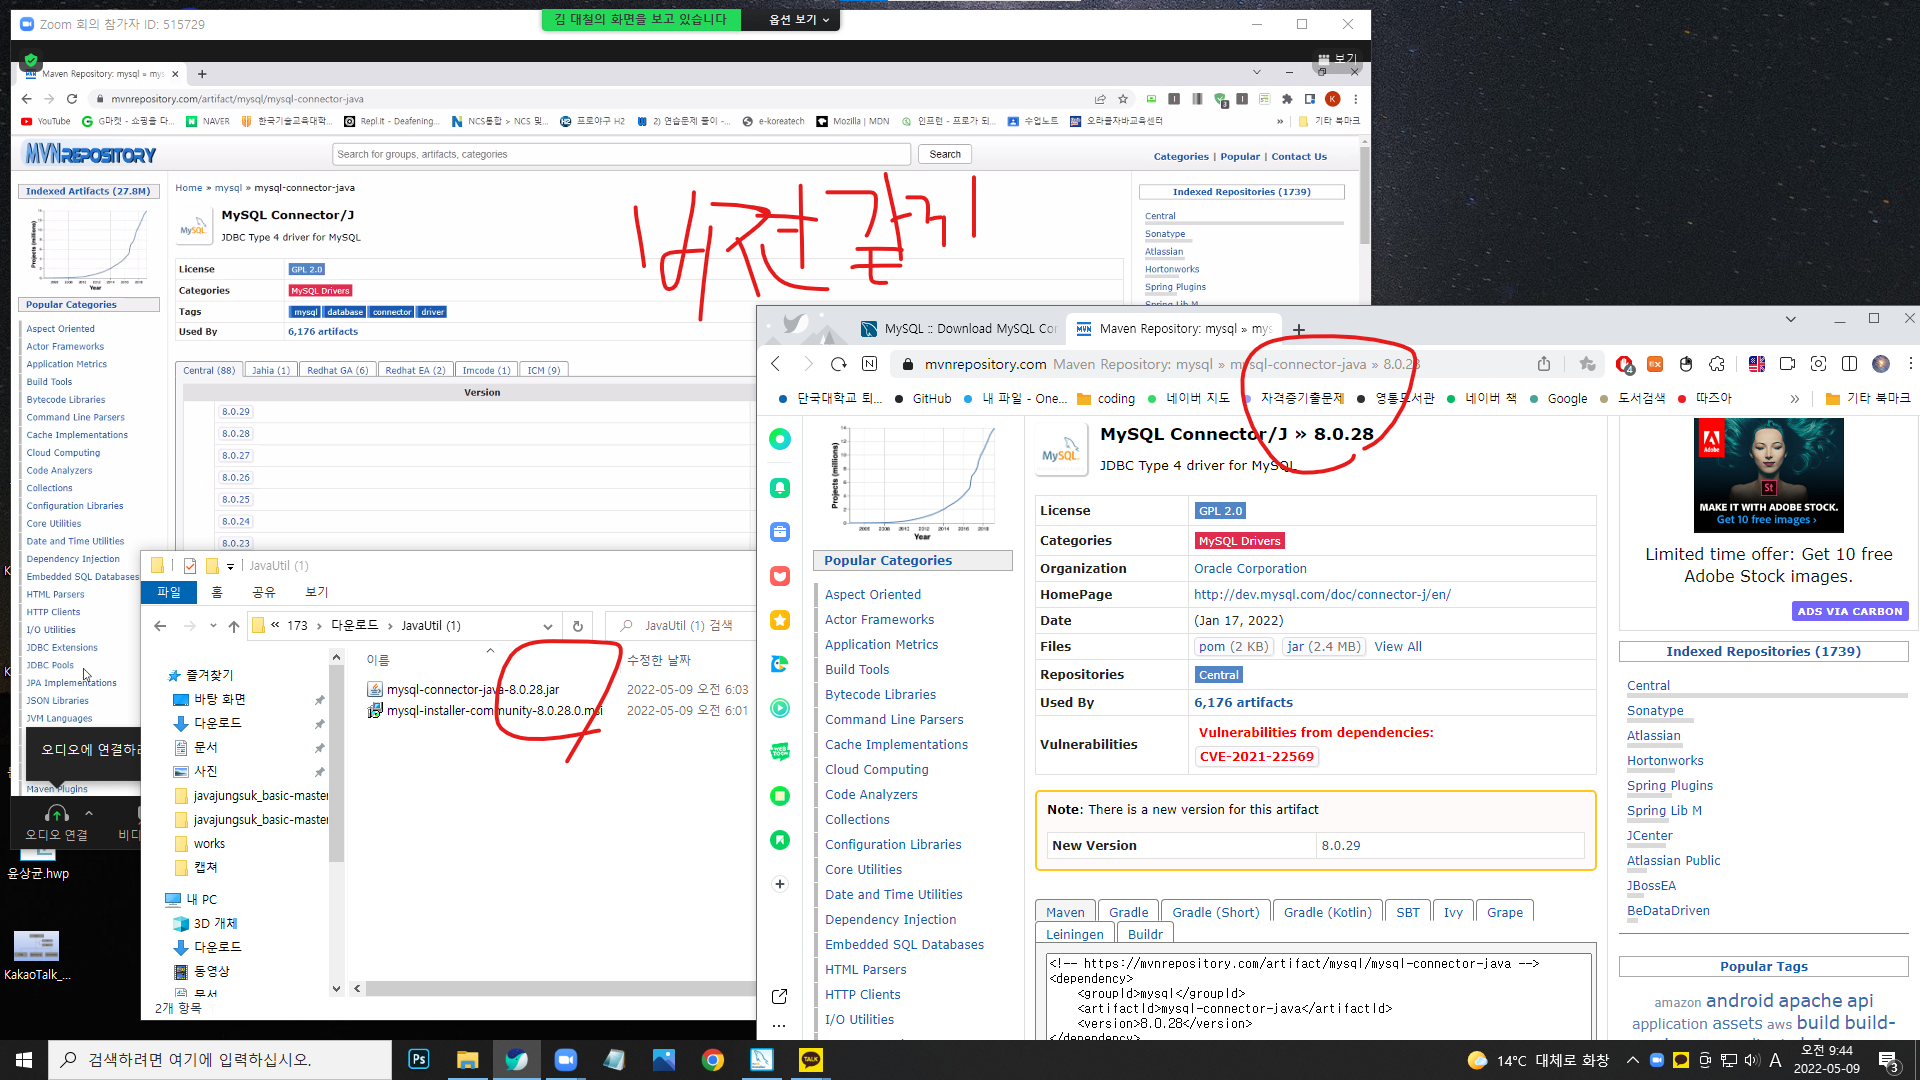 Zoom 회의 참가자 ID: 515729
김 대철의 화면을 보고 있습니다
옵션 보기
보기
Maven Repository: mysql » mys
mvnrepository.com/artifact/mysql/mysql-connector-java
YouTube
G마켓 - 쇼핑을 다...
NAVER
한국기술교육대학...
Repl.it - Deafening...
NCS통합 > NCS 및...
프로야구 H2
2) 연습문제 풀이 -...
e-koreatech
Mozilla | MDN
인프런 - 프로가 되...
수업노트
오라클자바교육센터
»
기타 북마크
MVNREPOSITORY
Search for groups, artifacts, categories
Search
Categories | Popular | Contact Us
Indexed Artifacts (27.8M)
Projects (millions)
Year
Popular Categories
Aspect Oriented
Actor Frameworks
Application Metrics
Build Tools
Bytecode Libraries
Command Line Parsers
Cache Implementations
Cloud Computing
Code Analyzers
Collections
Configuration Libraries
Core Utilities
Date and Time Utilities
Dependency Injection
Embedded SQL Databases
HTML Parsers
HTTP Clients
I/O Utilities
JDBC Extensions
JDBC Pools
JPA Implementations
JSON Libraries
JVM Languages
Maven Plugins
Home » mysql » mysql-connector-java
MySQL Connector/J
JDBC Type 4 driver for MySQL
License GPL 2.0
Categories MySQL Drivers
Tags mysql database connector driver
Used By 6,176 artifacts
Central (88) Jahia (1) Redhat GA (6) Redhat EA (2) Imcode (1) ICM (9)
Version
8.0.29
8.0.28
8.0.27
8.0.26
8.0.25
8.0.24
8.0.23
Indexed Repositories (1739)
Central
Sonatype
Atlassian
Hortonworks
Spring Plugins
Spring Lib M
버전 같게
오디오에 연결하려
오디오 연결
비디
윤상균.hwp
KakaoTalk_...
JavaUtil (1)
파일 홈 공유 보기
« 173 › 다운로드 › JavaUtil (1)
JavaUtil (1) 검색
즐겨찾기
바탕 화면
다운로드
문서
사진
javajungsuk_basic-master
javajungsuk_basic-master
works
캡쳐
내 PC
3D 개체
다운로드
동영상
문서
이름 수정한 날짜
mysql-connector-java-8.0.28.jar 2022-05-09 오전 6:03
mysql-installer-community-8.0.28.0.msi 2022-05-09 오전 6:01
2개 항목
MySQL :: Download MySQL Cor
Maven Repository: mysql » mys
mvnrepository.com Maven Repository: mysql » mysql-connector-java » 8.0.28
단국대학교 퇴...
GitHub
내 파일 - One...
coding
네이버 지도
자격증기출문제
영통도서관
네이버 책
Google
도서검색
따즈아
»
기타 북마크
Projects (millions)
14
12
10
8
6
4
2
0
Year
Popular Categories
Aspect Oriented
Actor Frameworks
Application Metrics
Build Tools
Bytecode Libraries
Command Line Parsers
Cache Implementations
Cloud Computing
Code Analyzers
Collections
Configuration Libraries
Core Utilities
Date and Time Utilities
Dependency Injection
Embedded SQL Databases
HTML Parsers
HTTP Clients
I/O Utilities
MySQL
MySQL Connector/J » 8.0.28
JDBC Type 4 driver for MySQL
License GPL 2.0
Categories MySQL Drivers
Organization Oracle Corporation
HomePage http://dev.mysql.com/doc/connector-j/en/
Date (Jan 17, 2022)
Files pom (2 KB) jar (2.4 MB) View All
Repositories Central
Used By 6,176 artifacts
Vulnerabilities Vulnerabilities from dependencies:
CVE-2021-22569
Note: There is a new version for this artifact
New Version 8.0.29
Maven Gradle Gradle (Short) Gradle (Kotlin) SBT Ivy Grape
Leiningen Buildr
<!-- https://mvnrepository.com/artifact/mysql/mysql-connector-java -->
<dependency>
<groupId>mysql</groupId>
<artifactId>mysql-connector-java</artifactId>
<version>8.0.28</version>
</dependency>
Adobe
St
MAKE IT WITH ADOBE STOCK.
Get 10 free images ›
Limited time offer: Get 10 free
Adobe Stock images.
ADS VIA CARBON
Indexed Repositories (1739)
Central
Sonatype
Atlassian
Hortonworks
Spring Plugins
Spring Lib M
JCenter
Atlassian Public
JBossEA
BeDataDriven
Popular Tags
amazon android apache api
application assets aws build build-
검색하려면 여기에 입력하십시오.
Ps
TALK
14°C 대체로 화창
A
오전 9:44
2022-05-09
3